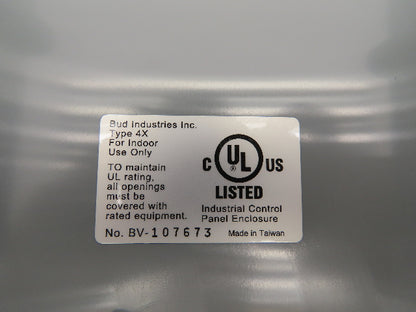 Bud Industries Inc.
Type 4X
For Indoor
Use Only
TO maintain
UL rating,
all openings
must be
covered with
rated equipment.
C UL US
LISTED
Industrial Control
Panel Enclosure
No. BV-107673 Made in Taiwan